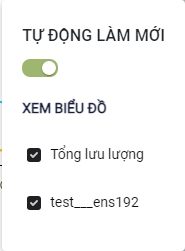 TỰ ĐỘNG LÀM MỚI
XEM BIỂU ĐỒ
Tổng lưu lượng
test___ens192